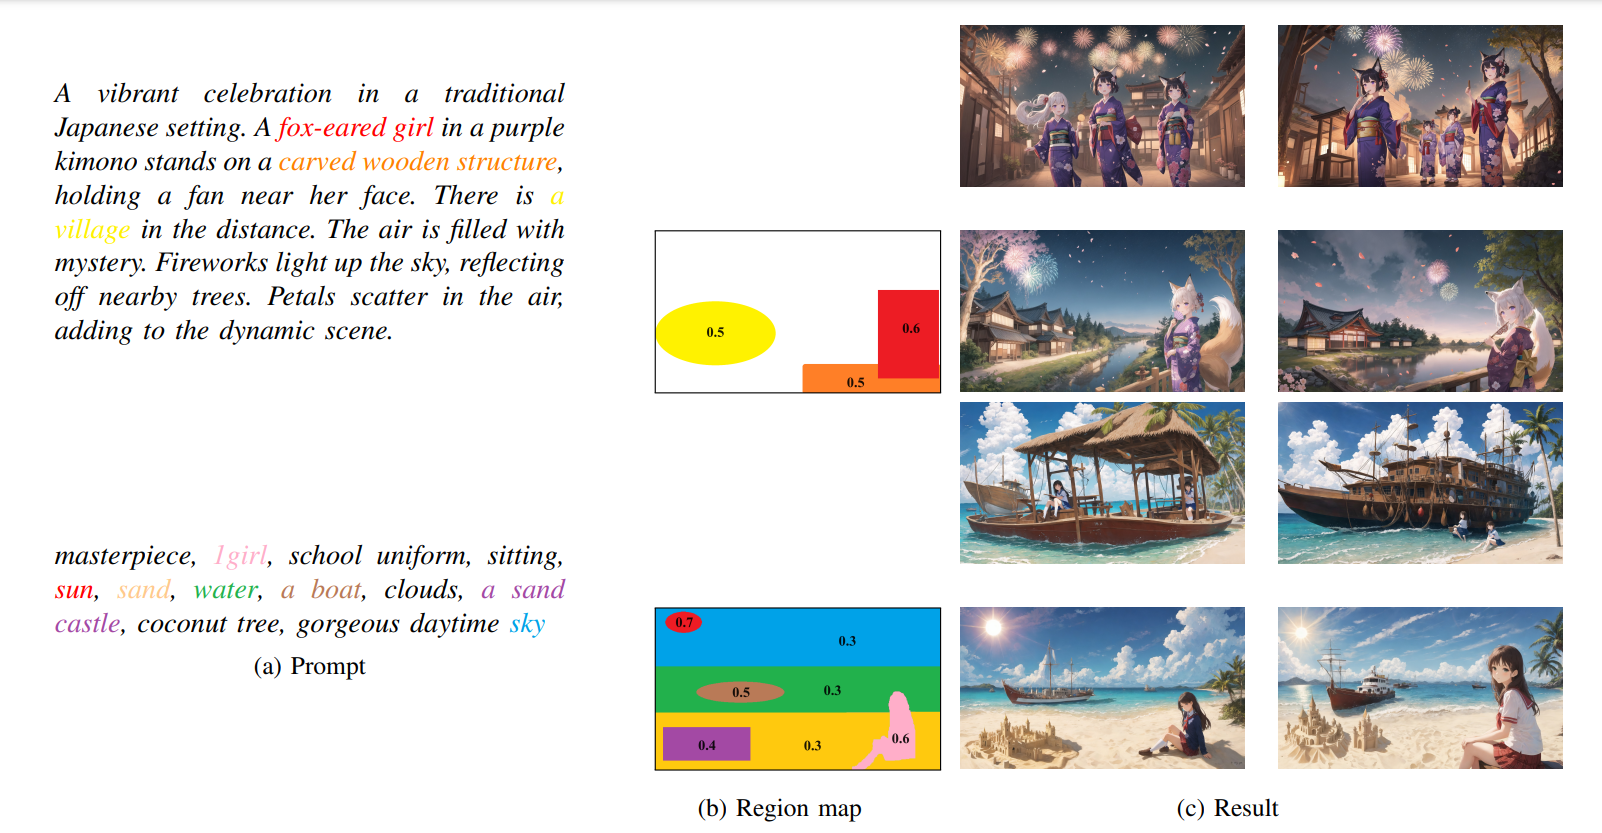 A vibrant celebration in a traditional
Japanese setting. A fox-eared girl in a purple
kimono stands on a carved wooden structure,
holding a fan near her face. There is a
village in the distance. The air is filled with
mystery. Fireworks light up the sky, reflecting
off nearby trees. Petals scatter in the air,
adding to the dynamic scene.
0.5
0.6
0.5
masterpiece, 1girl, school uniform, sitting,
sun, sand, water, a boat, clouds, a sand
castle, coconut tree, gorgeous daytime sky
(a) Prompt
0.7
0.3
0.5
0.3
0.4
0.3
0.6
(b) Region map
(c) Result